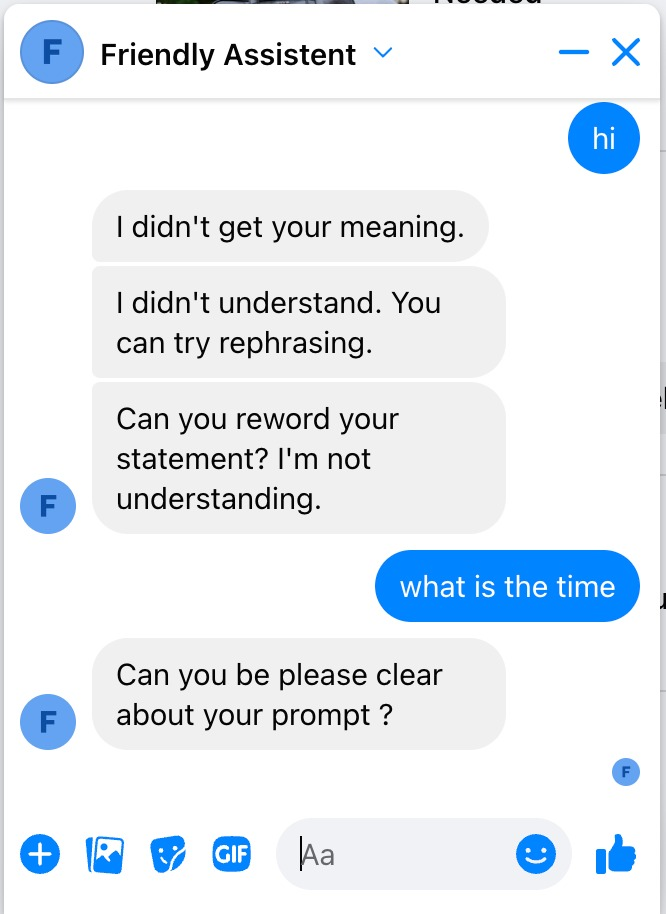 Needed
F
Friendly Assistent
hi
I didn't get your meaning.
I didn't understand. You
can try rephrasing.
Can you reword your
statement? I'm not
understanding.
F
what is the time
Can you be please clear
about your prompt ?
F
F
GIF
Aa